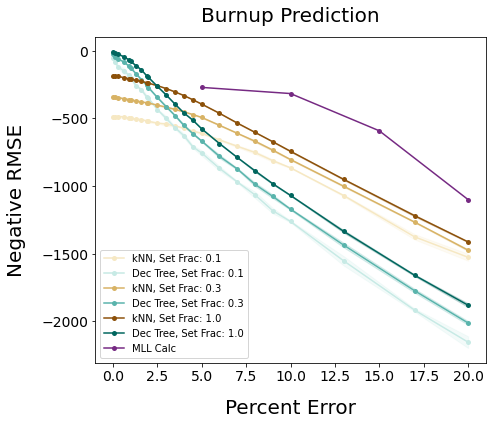 Burnup Prediction
Negative RMSE
0
−500
−1000
−1500
−2000
kNN, Set Frac: 0.1
Dec Tree, Set Frac: 0.1
kNN, Set Frac: 0.3
Dec Tree, Set Frac: 0.3
kNN, Set Frac: 1.0
Dec Tree, Set Frac: 1.0
MLL Calc
0.0 2.5 5.0 7.5 10.0 12.5 15.0 17.5 20.0
Percent Error